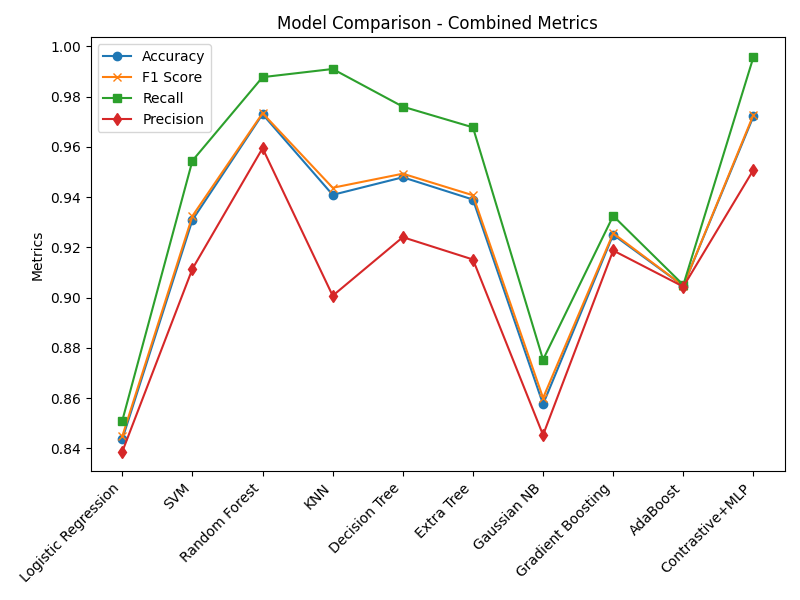 Model Comparison - Combined Metrics
Accuracy
F1 Score
Recall
Precision
Metrics
1.00
0.98
0.96
0.94
0.92
0.90
0.88
0.86
0.84
Logistic Regression
SVM
Random Forest
KNN
Decision Tree
Extra Tree
Gaussian NB
Gradient Boosting
AdaBoost
Contrastive+MLP